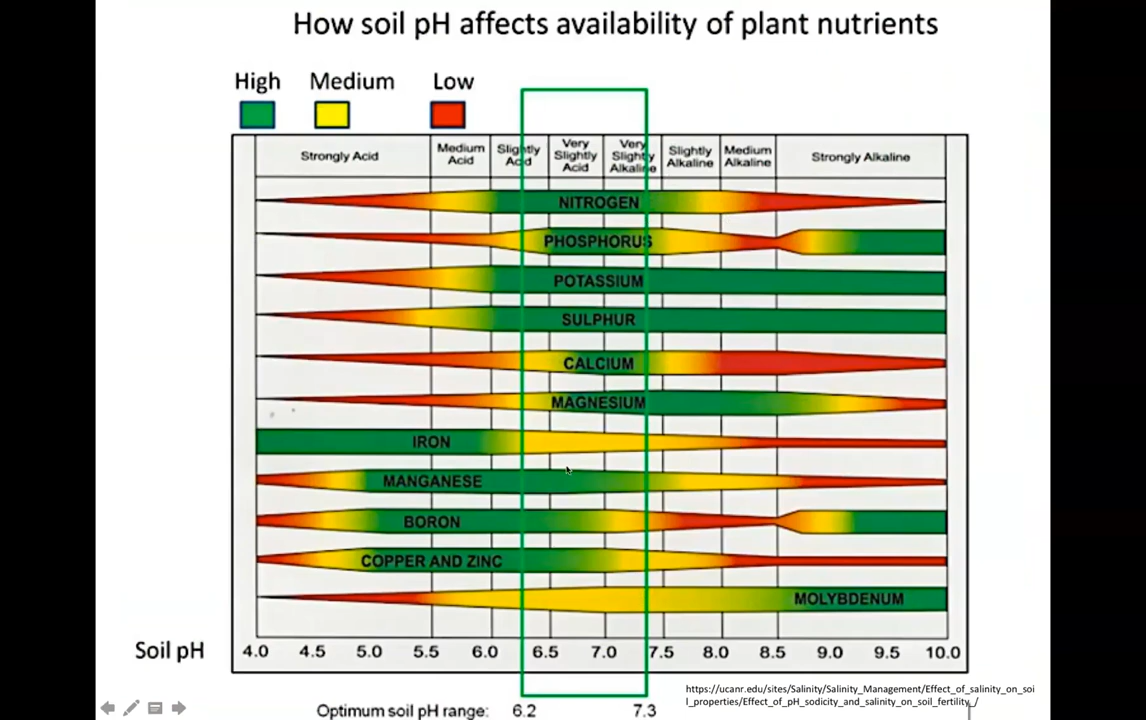 How soil pH affects availability of plant nutrients
High Medium Low
Strongly Acid
Medium
Acid
Slightly
Acid
Very
Slightly
Acid
Very
Slightly
Alkaline
Slightly
Alkaline
Medium
Alkaline
Strongly Alkaline
NITROGEN
PHOSPHORUS
POTASSIUM
SULPHUR
CALCIUM
MAGNESIUM
IRON
MANGANESE
BORON
COPPER AND ZINC
MOLYBDENUM
Soil pH 4.0 4.5 5.0 5.5 6.0 6.5 7.0 7.5 8.0 8.5 9.0 9.5 10.0
https://ucanr.edu/sites/Salinity/Salinity_Management/Effect_of_salinity_on_soi
l_properties/Effect_of_pH_sodicity_and_salinity_on_soil_fertility_/
Optimum soil pH range: 6.2 7.3